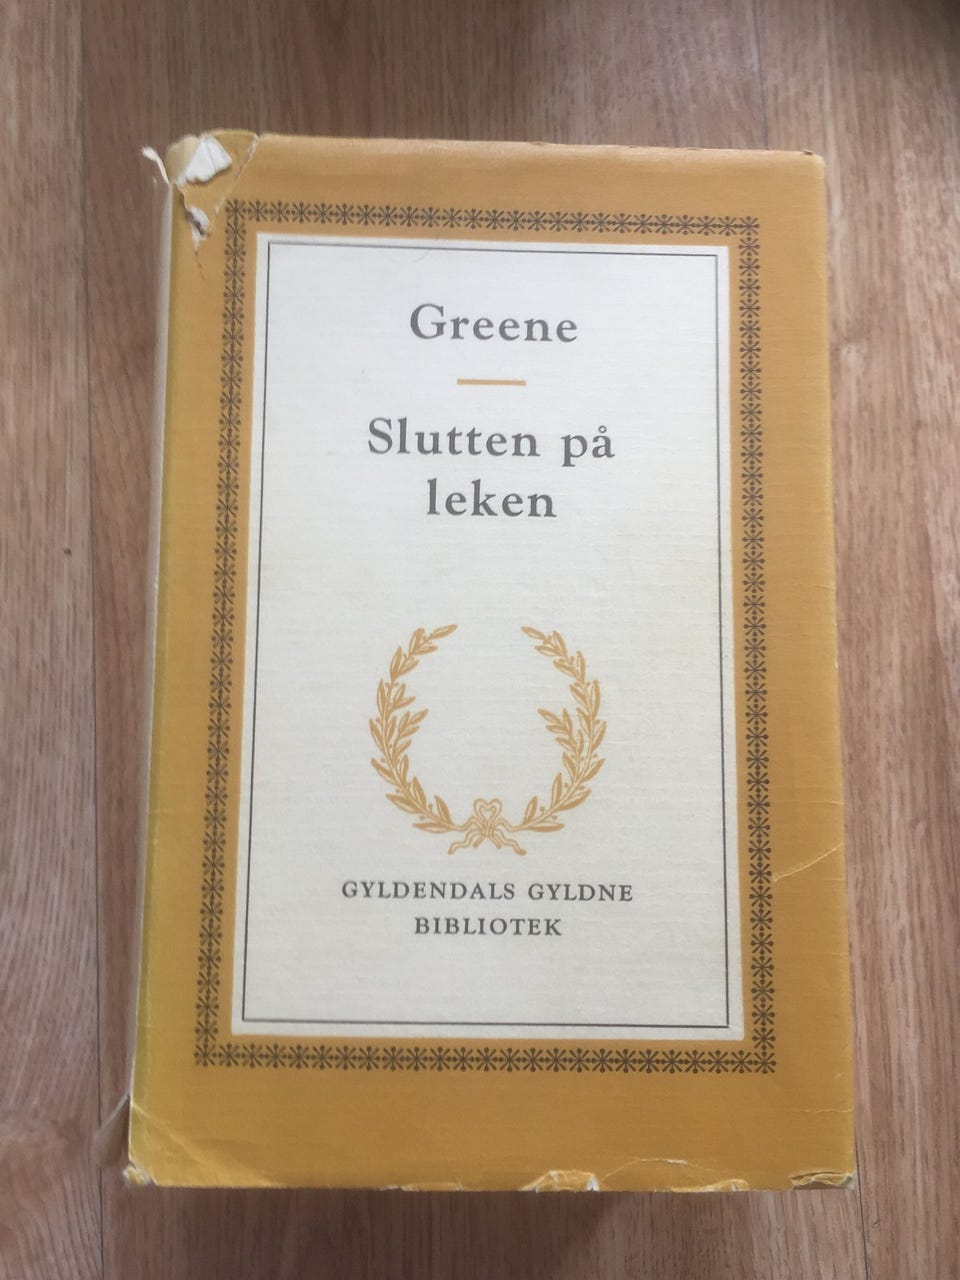 Greene
Slutten på
leken
GYLDENDALS GYLDNE
BIBLIOTEK